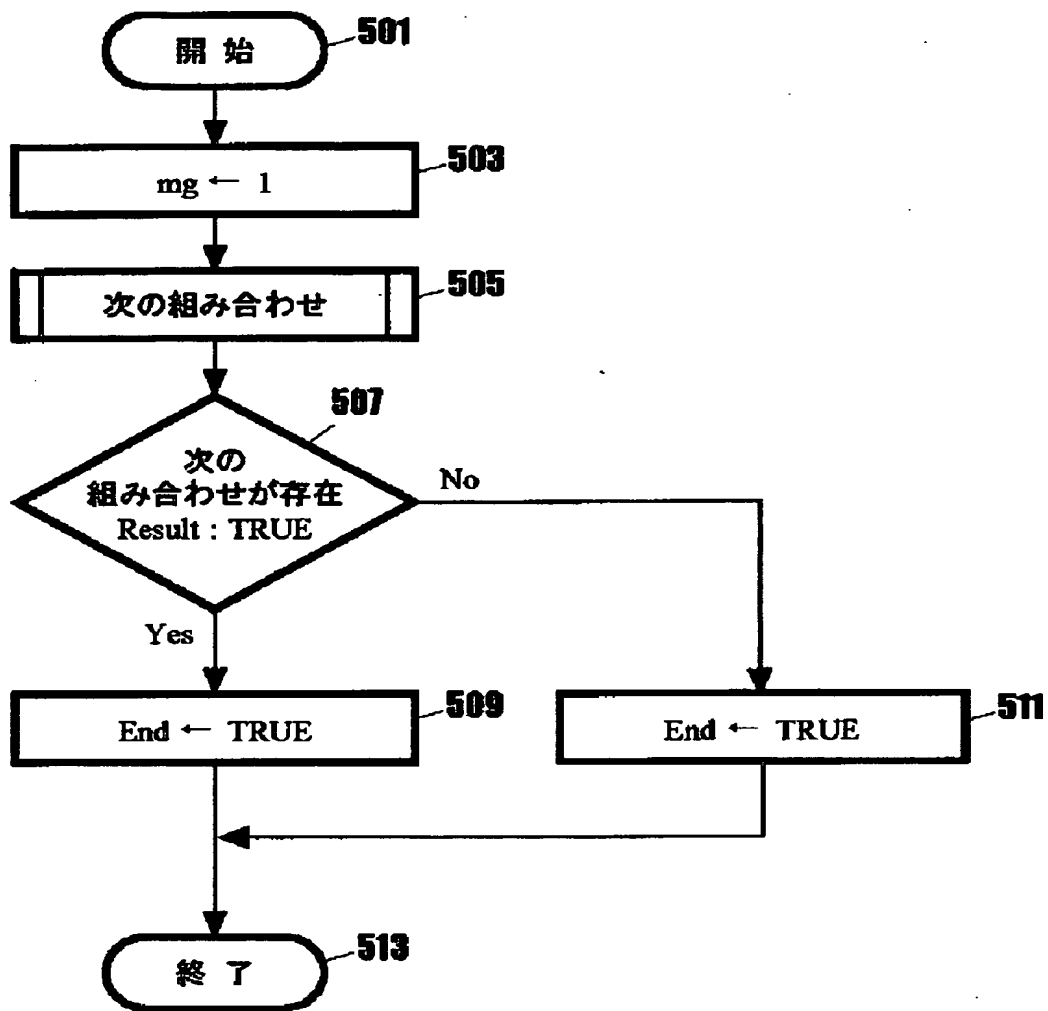 開始
501
mg ← 1
503
次の組み合わせ
505
507
次の
組み合わせが存在
Result : TRUE
No
Yes
End ← TRUE
509
End ← TRUE
511
終了
513